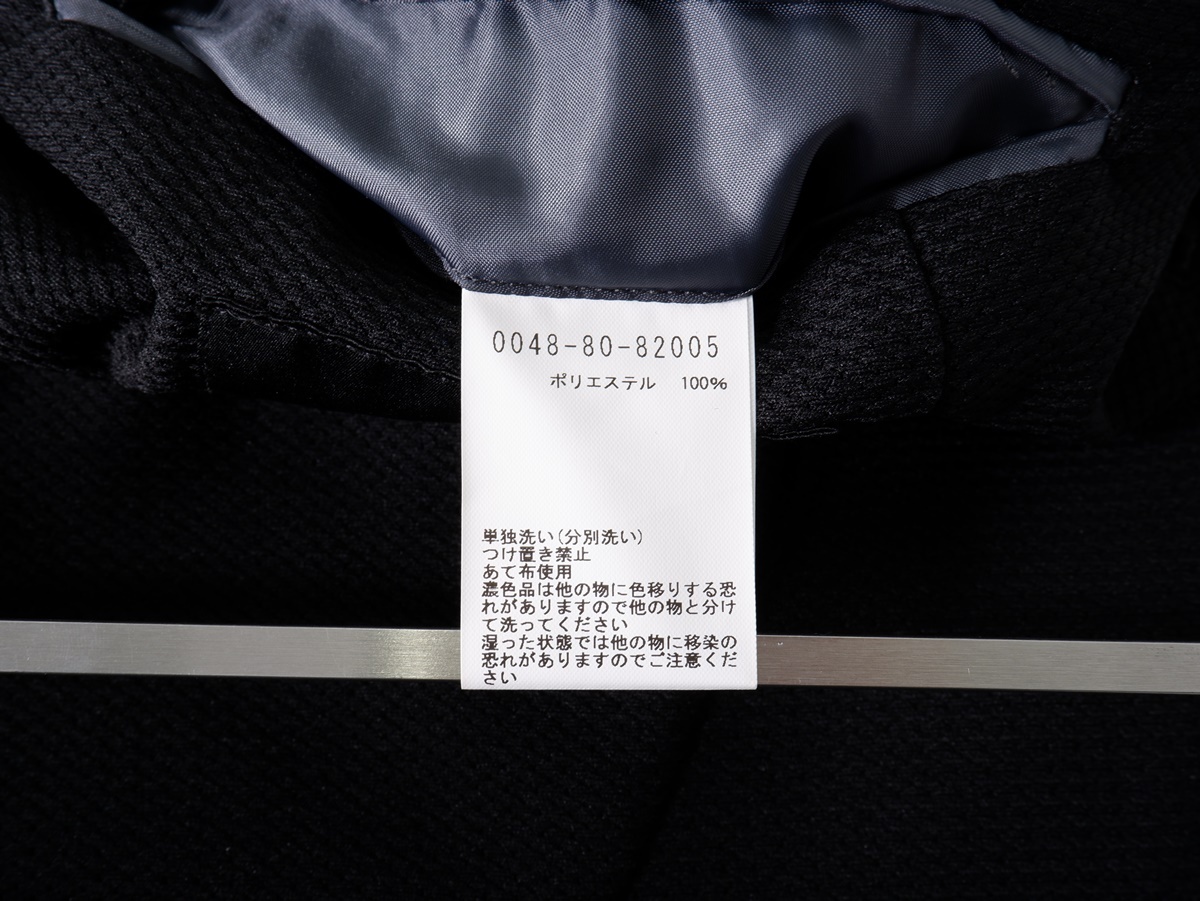 0048-80-82005
ポリエステル 100%
単独洗い(分別洗い)
つけ置き禁止
あて布使用
濃色品は他の物に色移りする恐
れがありますので他の物と分け
て洗ってください
湿った状態では他の物に移染の
恐れがありますのでご注意くだ
さい